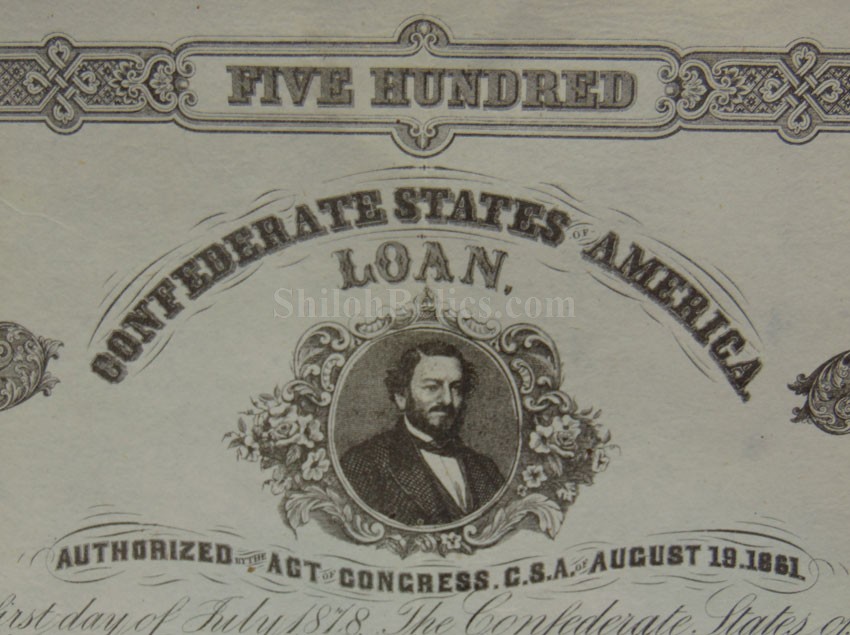 FIVE HUNDRED
CONFEDERATE STATES OF AMERICA.
LOAN,
ShilohRelics.com
AUTHORIZED BY THE ACT OF CONGRESS. C.S.A. OF AUGUST 19.1861.
first day of July 1878 The Confederate States of